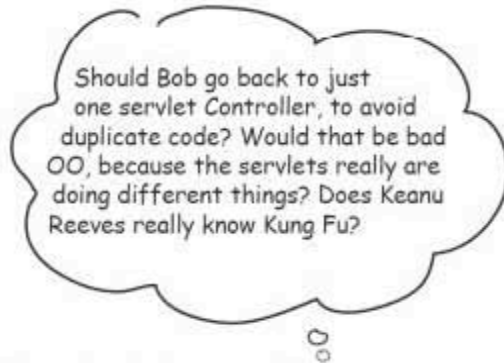 Should Bob go back to just
one servlet Controller, to avoid
duplicate code? Would that be bad
OO, because the servlets really are
doing different things? Does Keanu
Reeves really know Kung Fu?